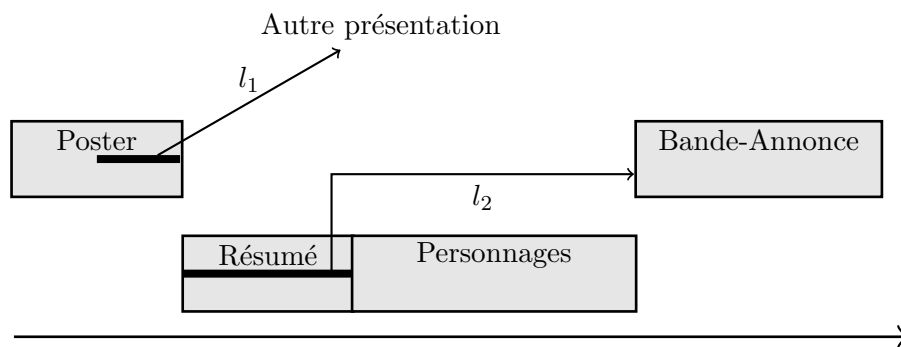 Autre présentation
l₁
Poster
Bande-Annonce
l₂
Résumé
Personnages